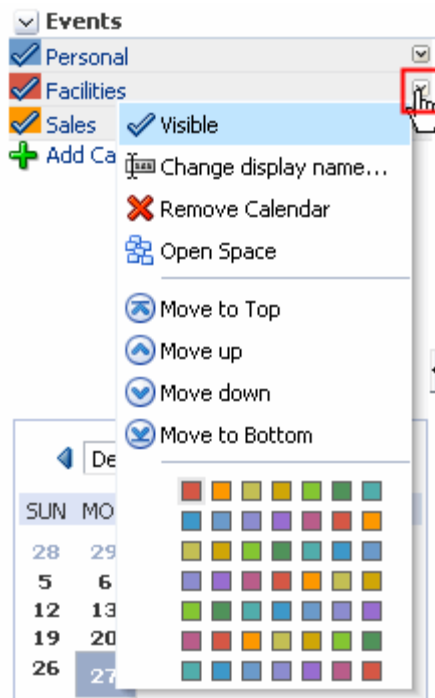 Events
Personal
Facilities
Sales
Add Ca
Visible
Change display name...
Remove Calendar
Open Space
Move to Top
Move up
Move down
Move to Bottom
De
SUN MO
28 29
5 6
12 13
19 20
26 27